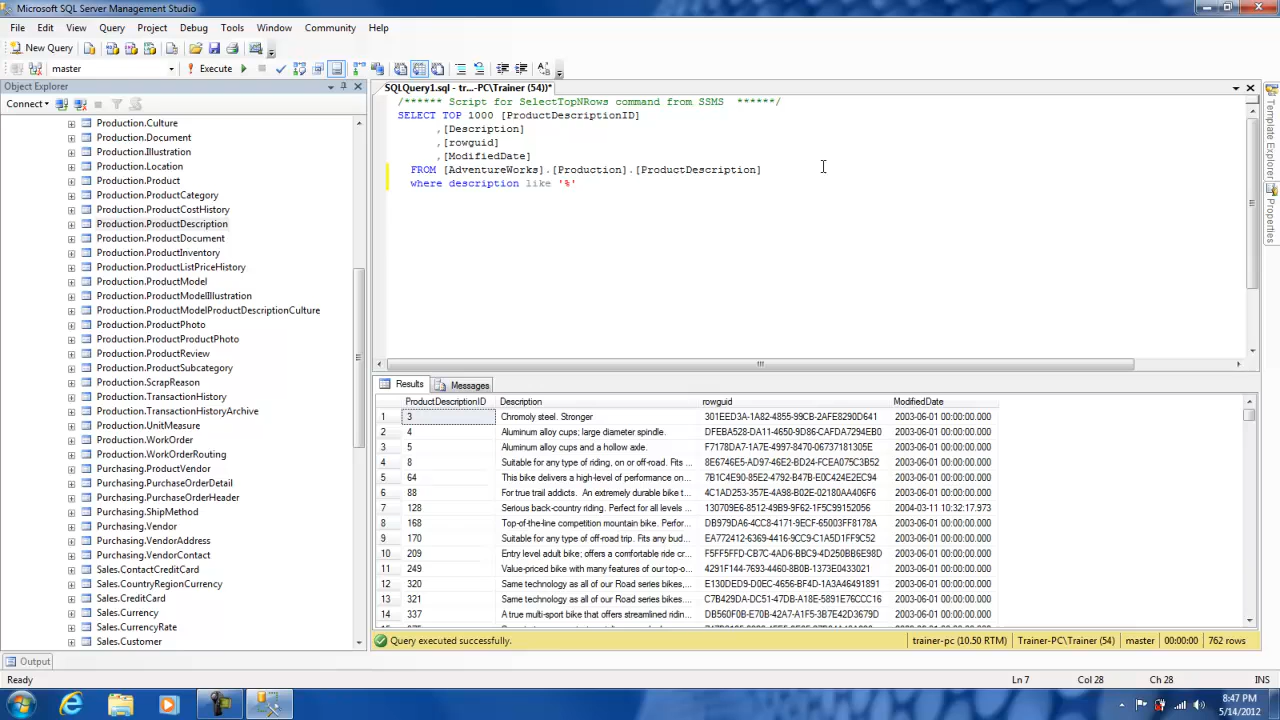 Microsoft SQL Server Management Studio
File Edit View Query Project Debug Tools Window Community Help
New Query
master Execute
Object Explorer
Connect
Production.Culture
Production.Document
Production.Illustration
Production.Location
Production.Product
Production.ProductCategory
Production.ProductCostHistory
Production.ProductDescription
Production.ProductDocument
Production.ProductInventory
Production.ProductListPriceHistory
Production.ProductModel
Production.ProductModelIllustration
Production.ProductModelProductDescriptionCulture
Production.ProductPhoto
Production.ProductProductPhoto
Production.ProductReview
Production.ProductSubcategory
Production.ScrapReason
Production.TransactionHistory
Production.TransactionHistoryArchive
Production.UnitMeasure
Production.WorkOrder
Production.WorkOrderRouting
Purchasing.ProductVendor
Purchasing.PurchaseOrderDetail
Purchasing.PurchaseOrderHeader
Purchasing.ShipMethod
Purchasing.Vendor
Purchasing.VendorAddress
Purchasing.VendorContact
Sales.ContactCreditCard
Sales.CountryRegionCurrency
Sales.CreditCard
Sales.Currency
Sales.CurrencyRate
Sales.Customer
SQLQuery1.sql - tr...-PC\Trainer (54))*
/****** Script for SelectTopNRows command from SSMS ******/
SELECT TOP 1000 [ProductDescriptionID]
,[Description]
,[rowguid]
,[ModifiedDate]
FROM [AdventureWorks].[Production].[ProductDescription]
where description like '%'
Template Explorer
Properties
Results Messages
ProductDescriptionID Description rowguid ModifiedDate
1 3 Chromoly steel. Stronger 301EED3A-1A82-4855-99CB-2AFE8290D641 2003-06-01 00:00:00.000
2 4 Aluminum alloy cups; large diameter spindle. DFEBA528-DA11-4650-9D86-CAFDA7294EB0 2003-06-01 00:00:00.000
3 5 Aluminum alloy cups and a hollow axle. F7178DA7-1A7E-4997-8470-06737181305E 2003-06-01 00:00:00.000
4 8 Suitable for any type of riding, on or off-road. Fits ... 8E6746E5-AD97-46E2-BD24-FCEA075C3B52 2003-06-01 00:00:00.000
5 64 This bike delivers a high-level of performance on... 7B1C4E90-85E2-4792-B47B-E0C424E2EC94 2003-06-01 00:00:00.000
6 88 For true trail addicts. An extremely durable bike t... 4C1AD253-357E-4A98-B02E-02180AA406F6 2003-06-01 00:00:00.000
7 128 Serious back-country riding. Perfect for all levels ... 130709E6-8512-49B9-9F62-1F5C99152056 2004-03-11 10:32:17.973
8 168 Top-of-the-line competition mountain bike. Perfor... DB979DA6-4CC8-4171-9ECF-65003FF8178A 2003-06-01 00:00:00.000
9 170 Suitable for any type of off-road trip. Fits any bud... EA772412-6369-4416-9CC9-C1A5D1FF9C52 2003-06-01 00:00:00.000
10 209 Entry level adult bike; offers a comfortable ride cr... F5FF5FFD-CB7C-4AD6-BBC9-4D250BB6E98D 2003-06-01 00:00:00.000
11 249 Value-priced bike with many features of our top-o... 4291F144-7693-4460-8B0B-1373E0433021 2003-06-01 00:00:00.000
12 320 Same technology as all of our Road series bikes,... E130DED9-D0EC-4656-BF4D-1A3A46491891 2003-06-01 00:00:00.000
13 321 Same technology as all of our Road series bikes.... C7B429DA-DC51-47DB-A18E-5891E76CCC16 2003-06-01 00:00:00.000
14 337 A true multi-sport bike that offers streamlined ridin... DB560F0B-E70B-42A7-A1F5-3B7E42D3679D 2003-06-01 00:00:00.000
Query executed successfully. trainer-pc (10.50 RTM) Trainer-PC\Trainer (54) master 00:00:00 762 rows
Output
Ready Ln 7 Col 28 Ch 28 INS
8:47 PM
5/14/2012